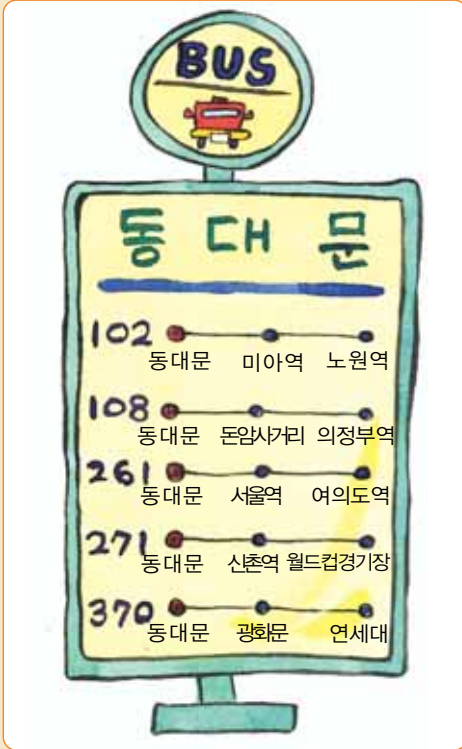 BUS
동대문
102
동대문 미아역 노원역
108
동대문 돈암사거리 의정부역
261
동대문 서울역 여의도역
271
동대문 신촌역 월드컵경기장
370
동대문 광화문 연세대